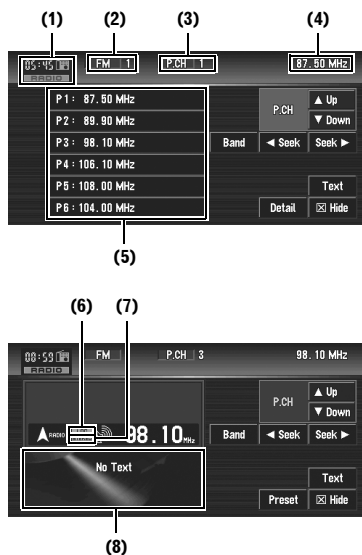 (1) (2) (3) (4)
05:45 FM 1 P.CH 1 87.50 MHz
RADIO
P1: 87.50 MHz
P2: 89.90 MHz
P3: 98.10 MHz
P4: 106.10 MHz
P5: 108.00 MHz
P6: 104.00 MHz
P.CH ▲ Up
▼ Down
Band ◄ Seek Seek ►
Text
Detail ☒ Hide
(5)
(6) (7)
00:59 FM P.CH 3 98.10 MHz
RADIO
RADIO 98.10 MHz
P.CH ▲ Up
▼ Down
Band ◄ Seek Seek ►
No Text
Text
Preset ☒ Hide
(8)